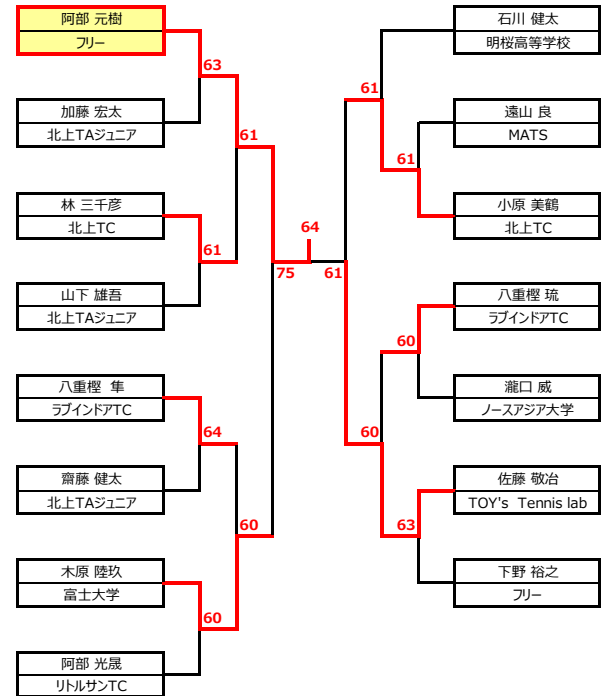 阿部 元樹
フリー
63
加藤 宏太
北上TAジュニア
61
林 三千彦
北上TC
61
山下 雄吾
北上TAジュニア
75
八重樫 隼
ラブインドアTC
64
齋藤 健太
北上TAジュニア
60
木原 陸玖
富士大学
60
阿部 光晟
リトルサンTC
64
石川 健太
明桜高等学校
61
遠山 良
MATS
61
小原 美鶴
北上TC
61
八重樫 琉
ラブインドアTC
60
瀧口 威
ノースアジア大学
60
佐藤 敬冶
TOY's Tennis lab
63
下野 裕之
フリー